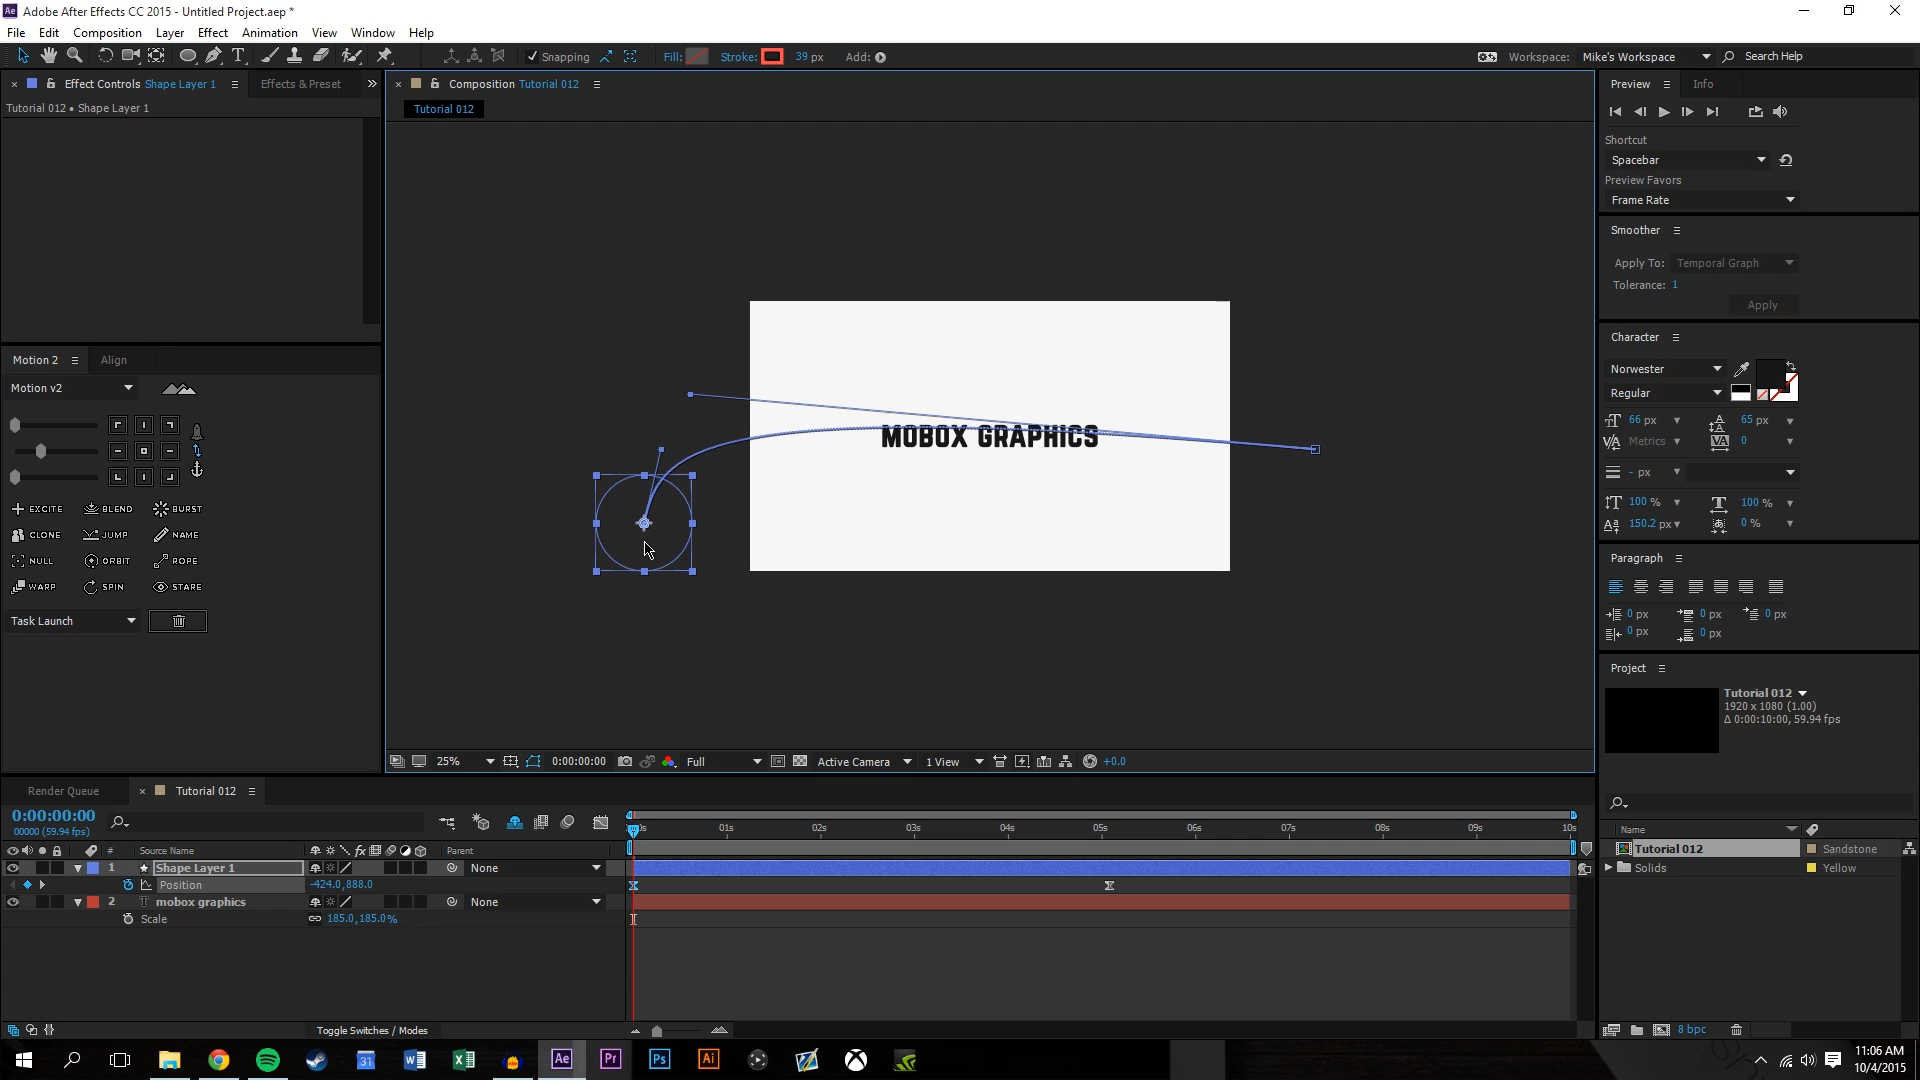 Adobe After Effects CC 2015 - Untitled Project.aep *
File Edit Composition Layer Effect Animation View Window Help
Snapping Fill: Stroke: 39 px Add: Workspace: Mike's Workspace Search Help
Effect Controls Shape Layer 1 Effects & Preset
Tutorial 012 • Shape Layer 1
Composition Tutorial 012
Tutorial 012
MOBOX GRAPHICS
25% 0:00:00:00 Full Active Camera 1 View +0.0
Motion 2 Align
Motion v2
EXCITE BLEND BURST
CLONE JUMP NAME
NULL ORBIT ROPE
WARP SPIN STARE
Task Launch
Preview Info
Shortcut
Spacebar
Preview Favors
Frame Rate
Smoother
Apply To: Temporal Graph
Tolerance: 1
Apply
Character
Norwester
Regular
66 px 65 px
Metrics 0
- px
100 % 100 %
150.2 px 0 %
Paragraph
0 px 0 px 0 px
0 px 0 px
Project
Tutorial 012
1920 x 1080 (1.00)
Δ 0:00:10:00, 59.94 fps
Name
Tutorial 012 Sandstone
Solids Yellow
8 bpc
Render Queue Tutorial 012
0:00:00:00
00000 (59.94 fps)
01s 02s 03s 04s 05s 06s 07s 08s 09s 10s
# Source Name Parent
1 Shape Layer 1 None
Position -424.0,888.0
2 mobox graphics None
Scale 185.0,185.0%
Toggle Switches / Modes
11:06 AM
10/4/2015